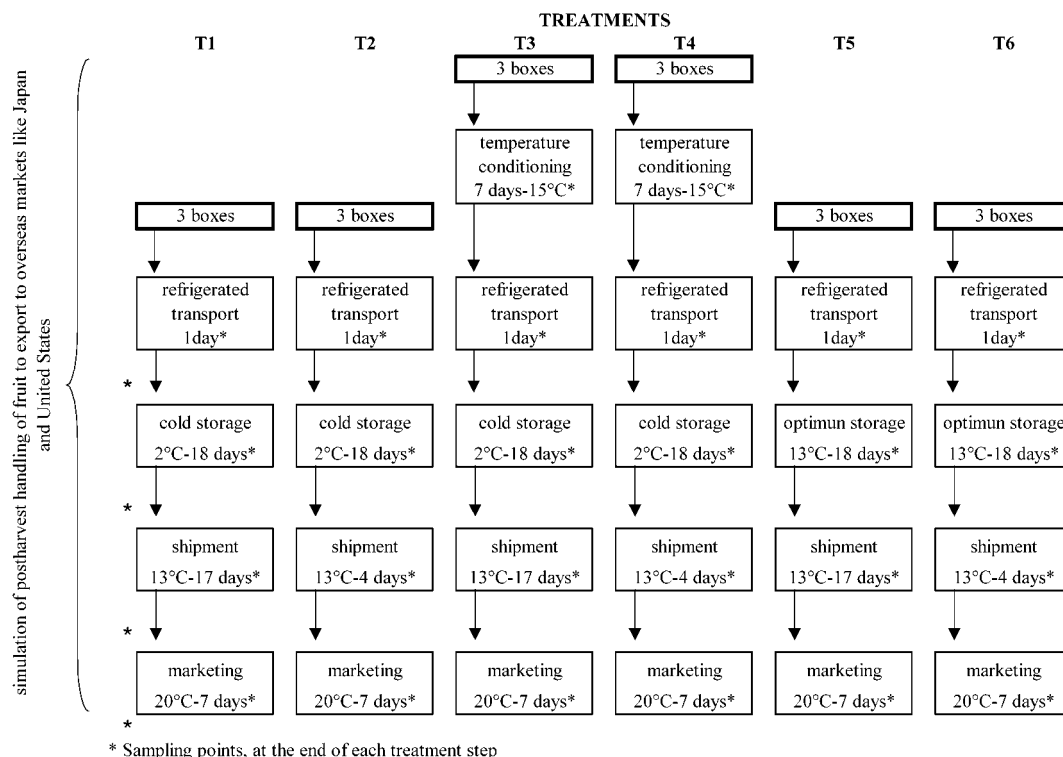 TREATMENTS
T1 T2 T3 T4 T5 T6
simulation of postharvest handling of fruit to export to overseas markets like Japan
and United States
3 boxes 3 boxes
temperature temperature
conditioning conditioning
7 days-15°C* 7 days-15°C*
3 boxes 3 boxes 3 boxes 3 boxes
refrigerated refrigerated refrigerated refrigerated refrigerated refrigerated
transport transport transport transport transport transport
1day* 1day* 1day* 1day* 1day* 1day*
*
cold storage cold storage cold storage cold storage optimun storage optimun storage
2°C-18 days* 2°C-18 days* 2°C-18 days* 2°C-18 days* 13°C-18 days* 13°C-18 days*
*
shipment shipment shipment shipment shipment shipment
13°C-17 days* 13°C-4 days* 13°C-17 days* 13°C-4 days* 13°C-17 days* 13°C-4 days*
*
marketing marketing marketing marketing marketing marketing
20°C-7 days* 20°C-7 days* 20°C-7 days* 20°C-7 days* 20°C-7 days* 20°C-7 days*
*
* Sampling points, at the end of each treatment step